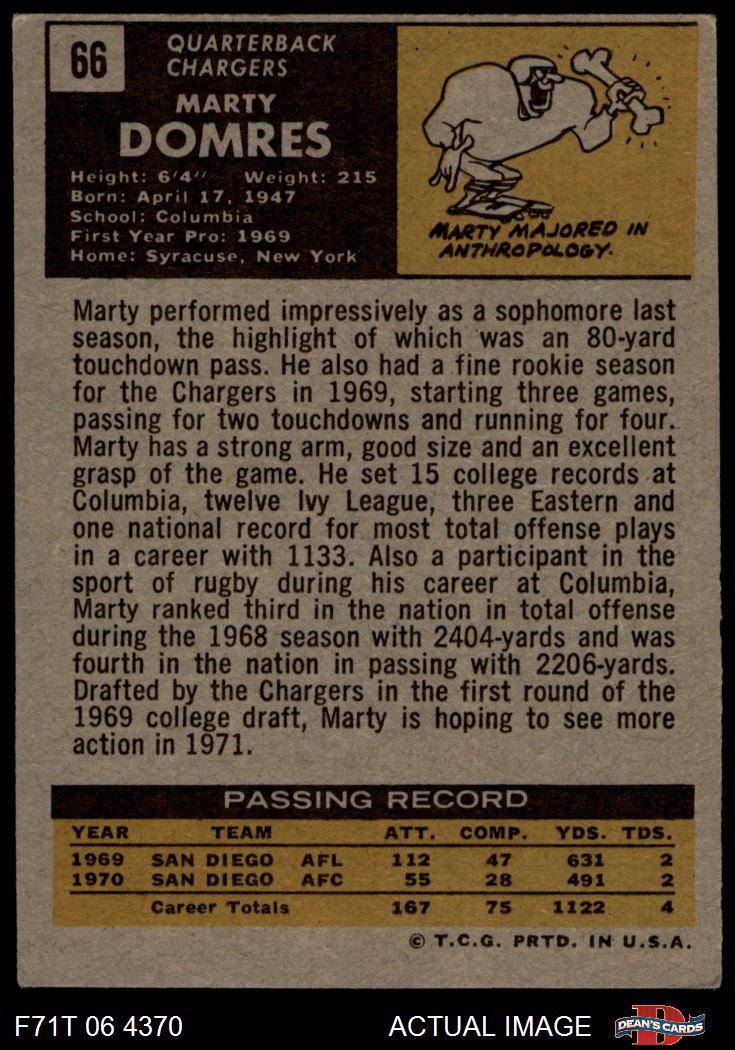 66
QUARTERBACK
CHARGERS
MARTY
DOMRES
Height: 6'4" Weight: 215
Born: April 17, 1947
School: Columbia
First Year Pro: 1969
Home: Syracuse, New York
MARTY MAJORED IN
ANTHROPOLOGY.
Marty performed impressively as a sophomore last
season, the highlight of which was an 80-yard
touchdown pass. He also had a fine rookie season
for the Chargers in 1969, starting three games,
passing for two touchdowns and running for four.
Marty has a strong arm, good size and an excellent
grasp of the game. He set 15 college records at
Columbia, twelve Ivy League, three Eastern and
one national record for most total offense plays
in a career with 1133. Also a participant in the
sport of rugby during his career at Columbia,
Marty ranked third in the nation in total offense
during the 1968 season with 2404-yards and was
fourth in the nation in passing with 2206-yards.
Drafted by the Chargers in the first round of the
1969 college draft, Marty is hoping to see more
action in 1971.
PASSING RECORD
YEAR TEAM ATT. COMP. YDS. TDS.
1969 SAN DIEGO AFL 112 47 631 2
1970 SAN DIEGO AFC 55 28 491 2
Career Totals 167 75 1122 4
© T.C.G. PRTD. IN U.S.A.
F71T 06 4370 ACTUAL IMAGE D DEAN'S CARDS